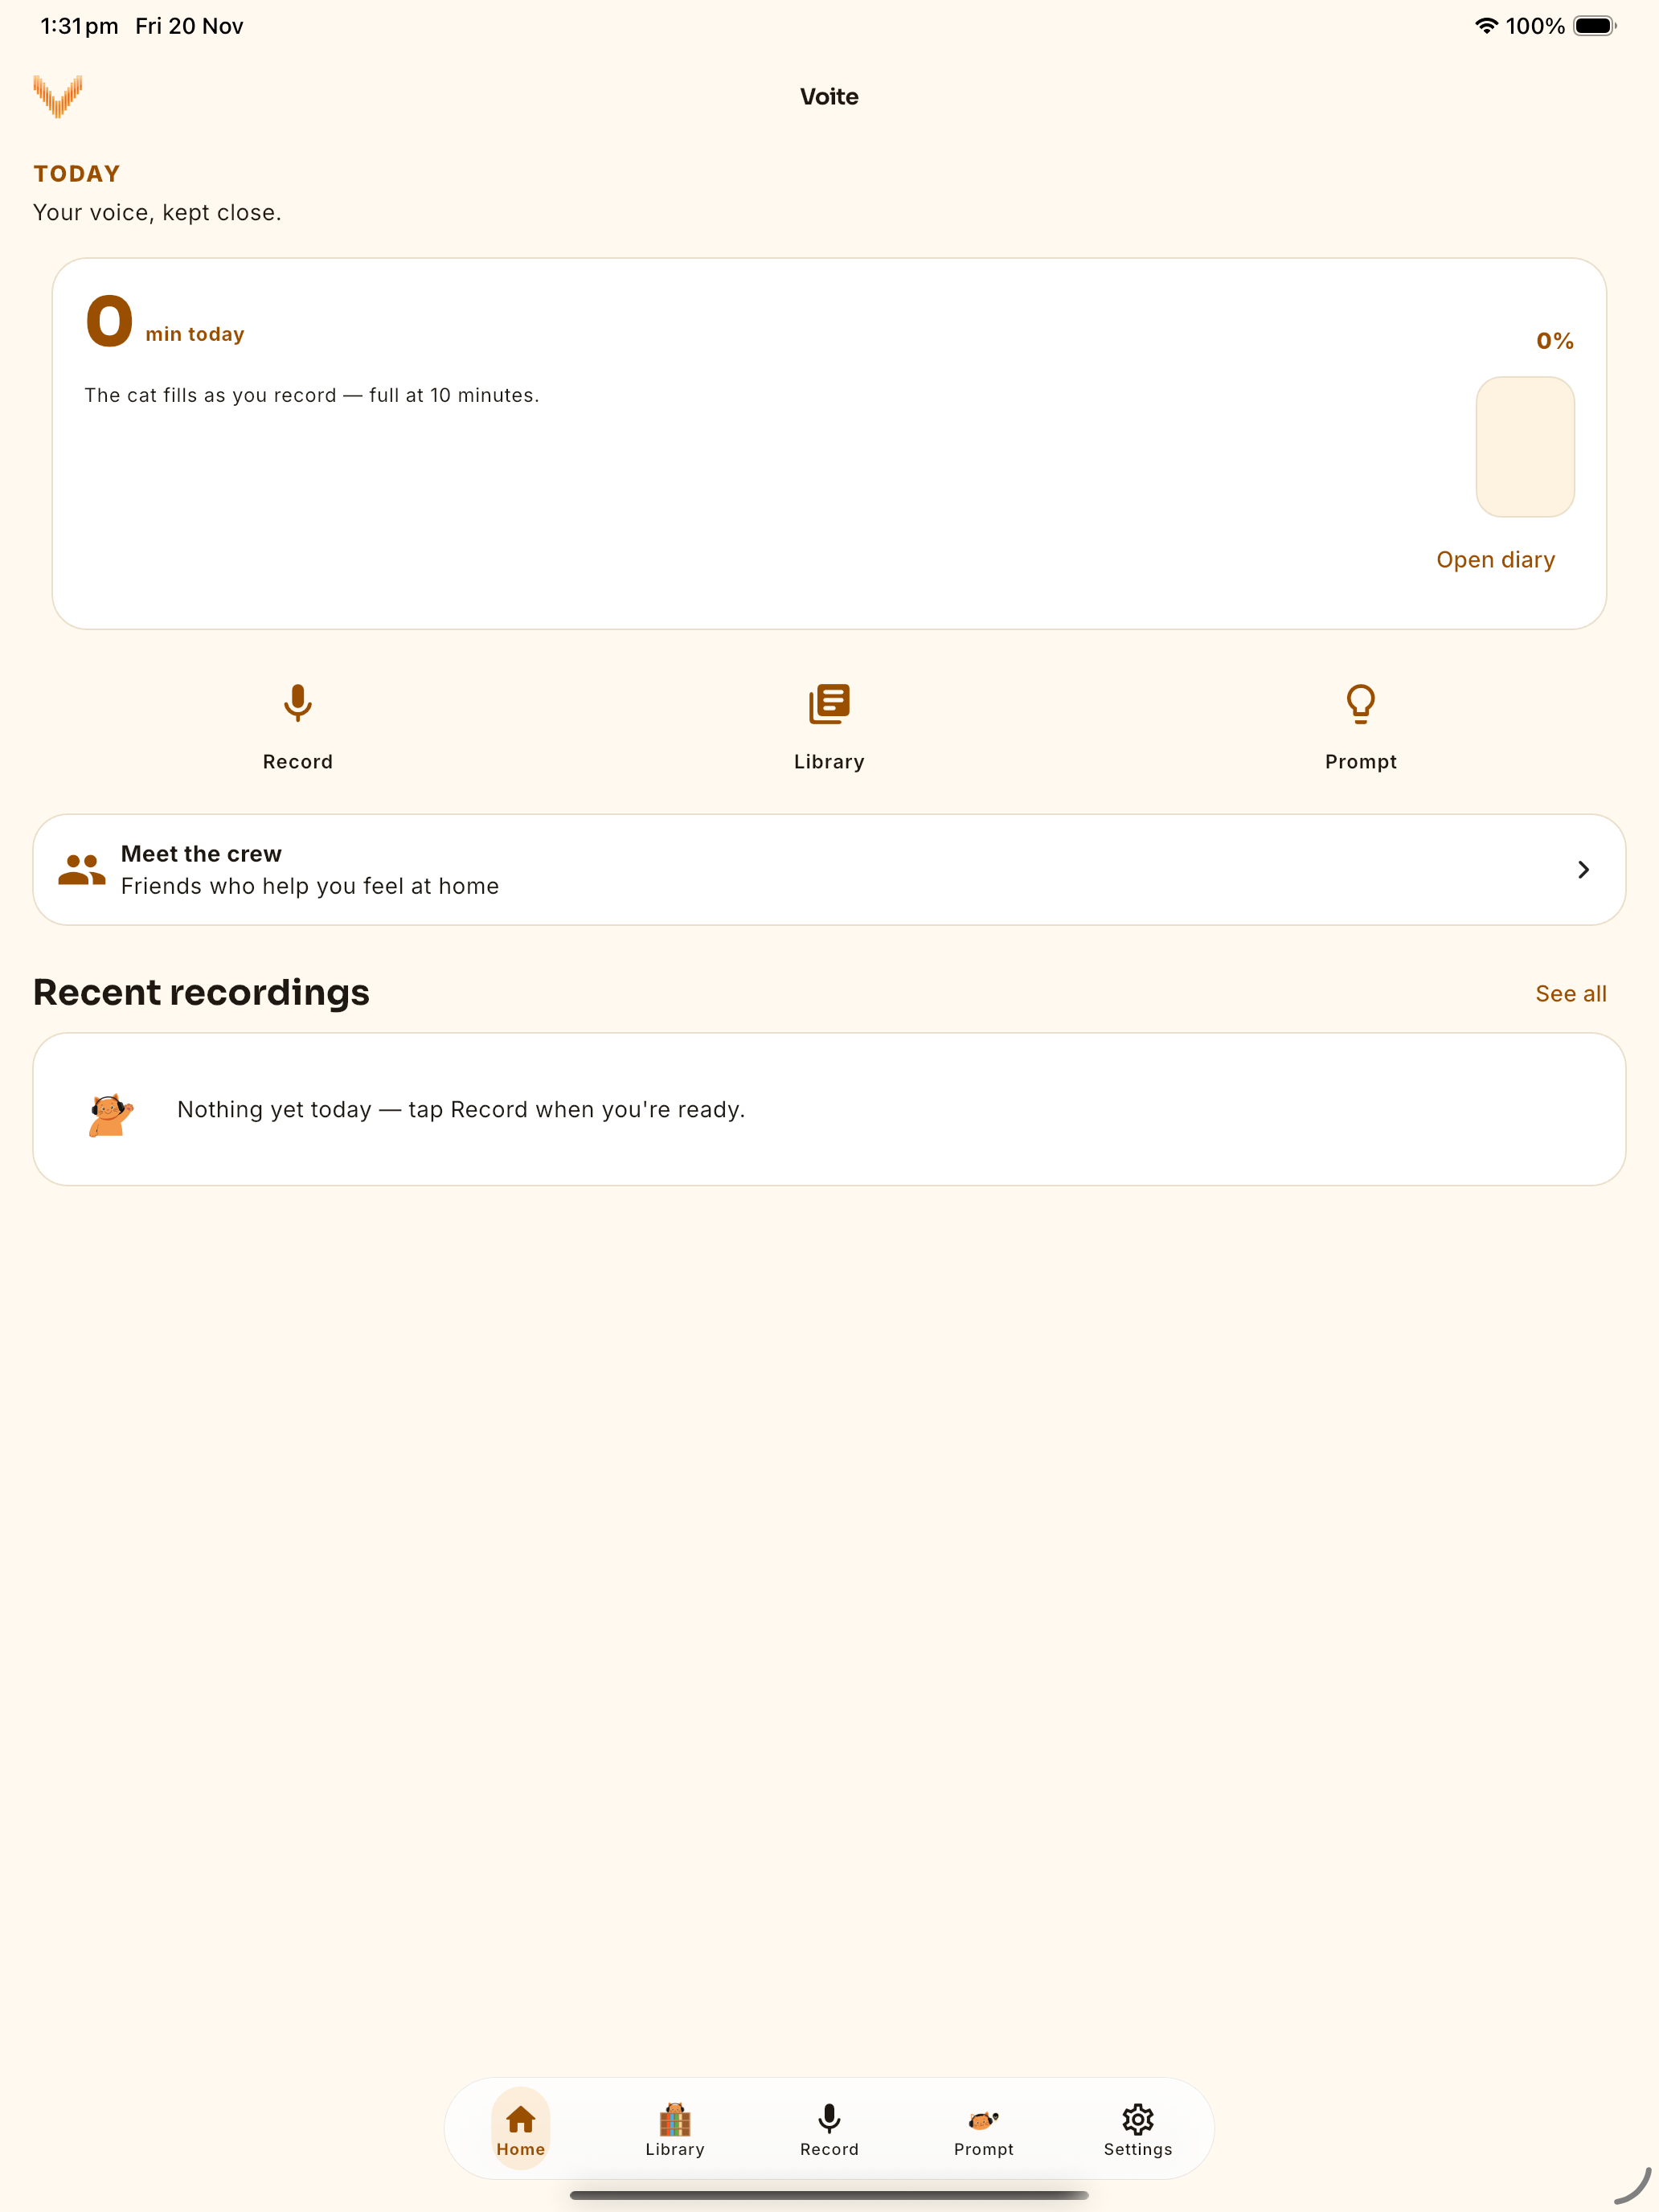 1:31 pm Fri 20 Nov
100%
Voite
TODAY
Your voice, kept close.
0 min today
0%
The cat fills as you record — full at 10 minutes.
Open diary
Record
Library
Prompt
Meet the crew
Friends who help you feel at home
Recent recordings
See all
Nothing yet today — tap Record when you're ready.
Home
Library
Record
Prompt
Settings